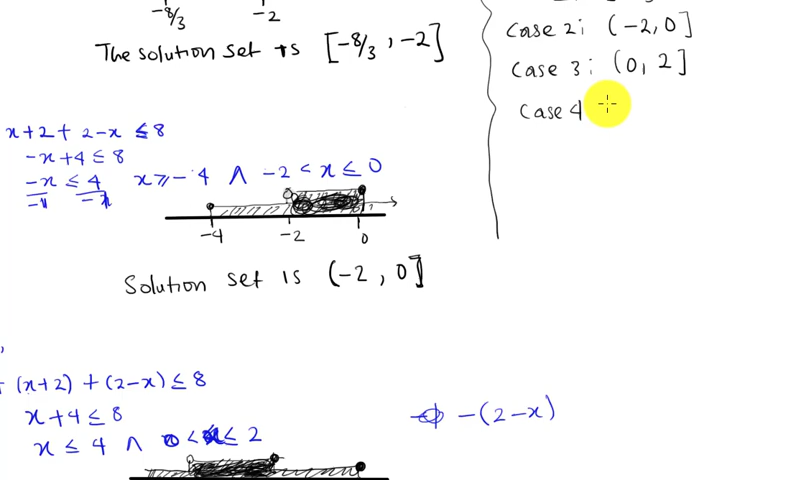 -8/3 -2
The solution set is [-8/3, -2]
x+2 + 2-x ≤ 8
-x+4 ≤ 8
-x ≤ 4 x ≥ -4 ∧ -2 < x ≤ 0
-4 -2 0
Solution set is (-2, 0]
(x+2) + (2-x) ≤ 8
x+4 ≤ 8
x ≤ 4 ∧ 0 < x ≤ 2
Case 2: (-2, 0]
Case 3: (0, 2]
Case 4
-(2-x)